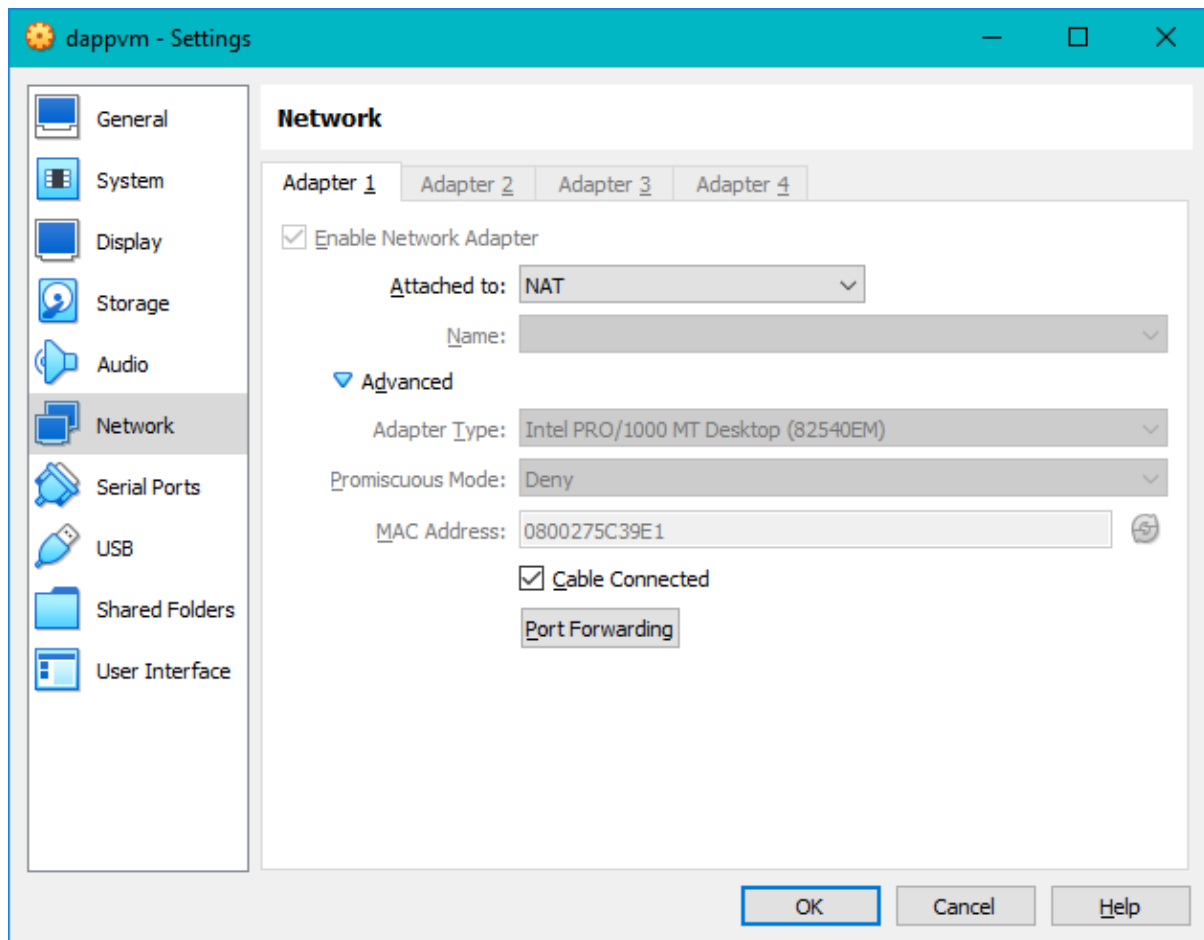 dappvm - Settings
General
System
Display
Storage
Audio
Network
Serial Ports
USB
Shared Folders
User Interface
Network
Adapter 1 Adapter 2 Adapter 3 Adapter 4
Enable Network Adapter
Attached to: NAT
Name:
Advanced
Adapter Type: Intel PRO/1000 MT Desktop (82540EM)
Promiscuous Mode: Deny
MAC Address: 0800275C39E1
Cable Connected
Port Forwarding
OK Cancel Help